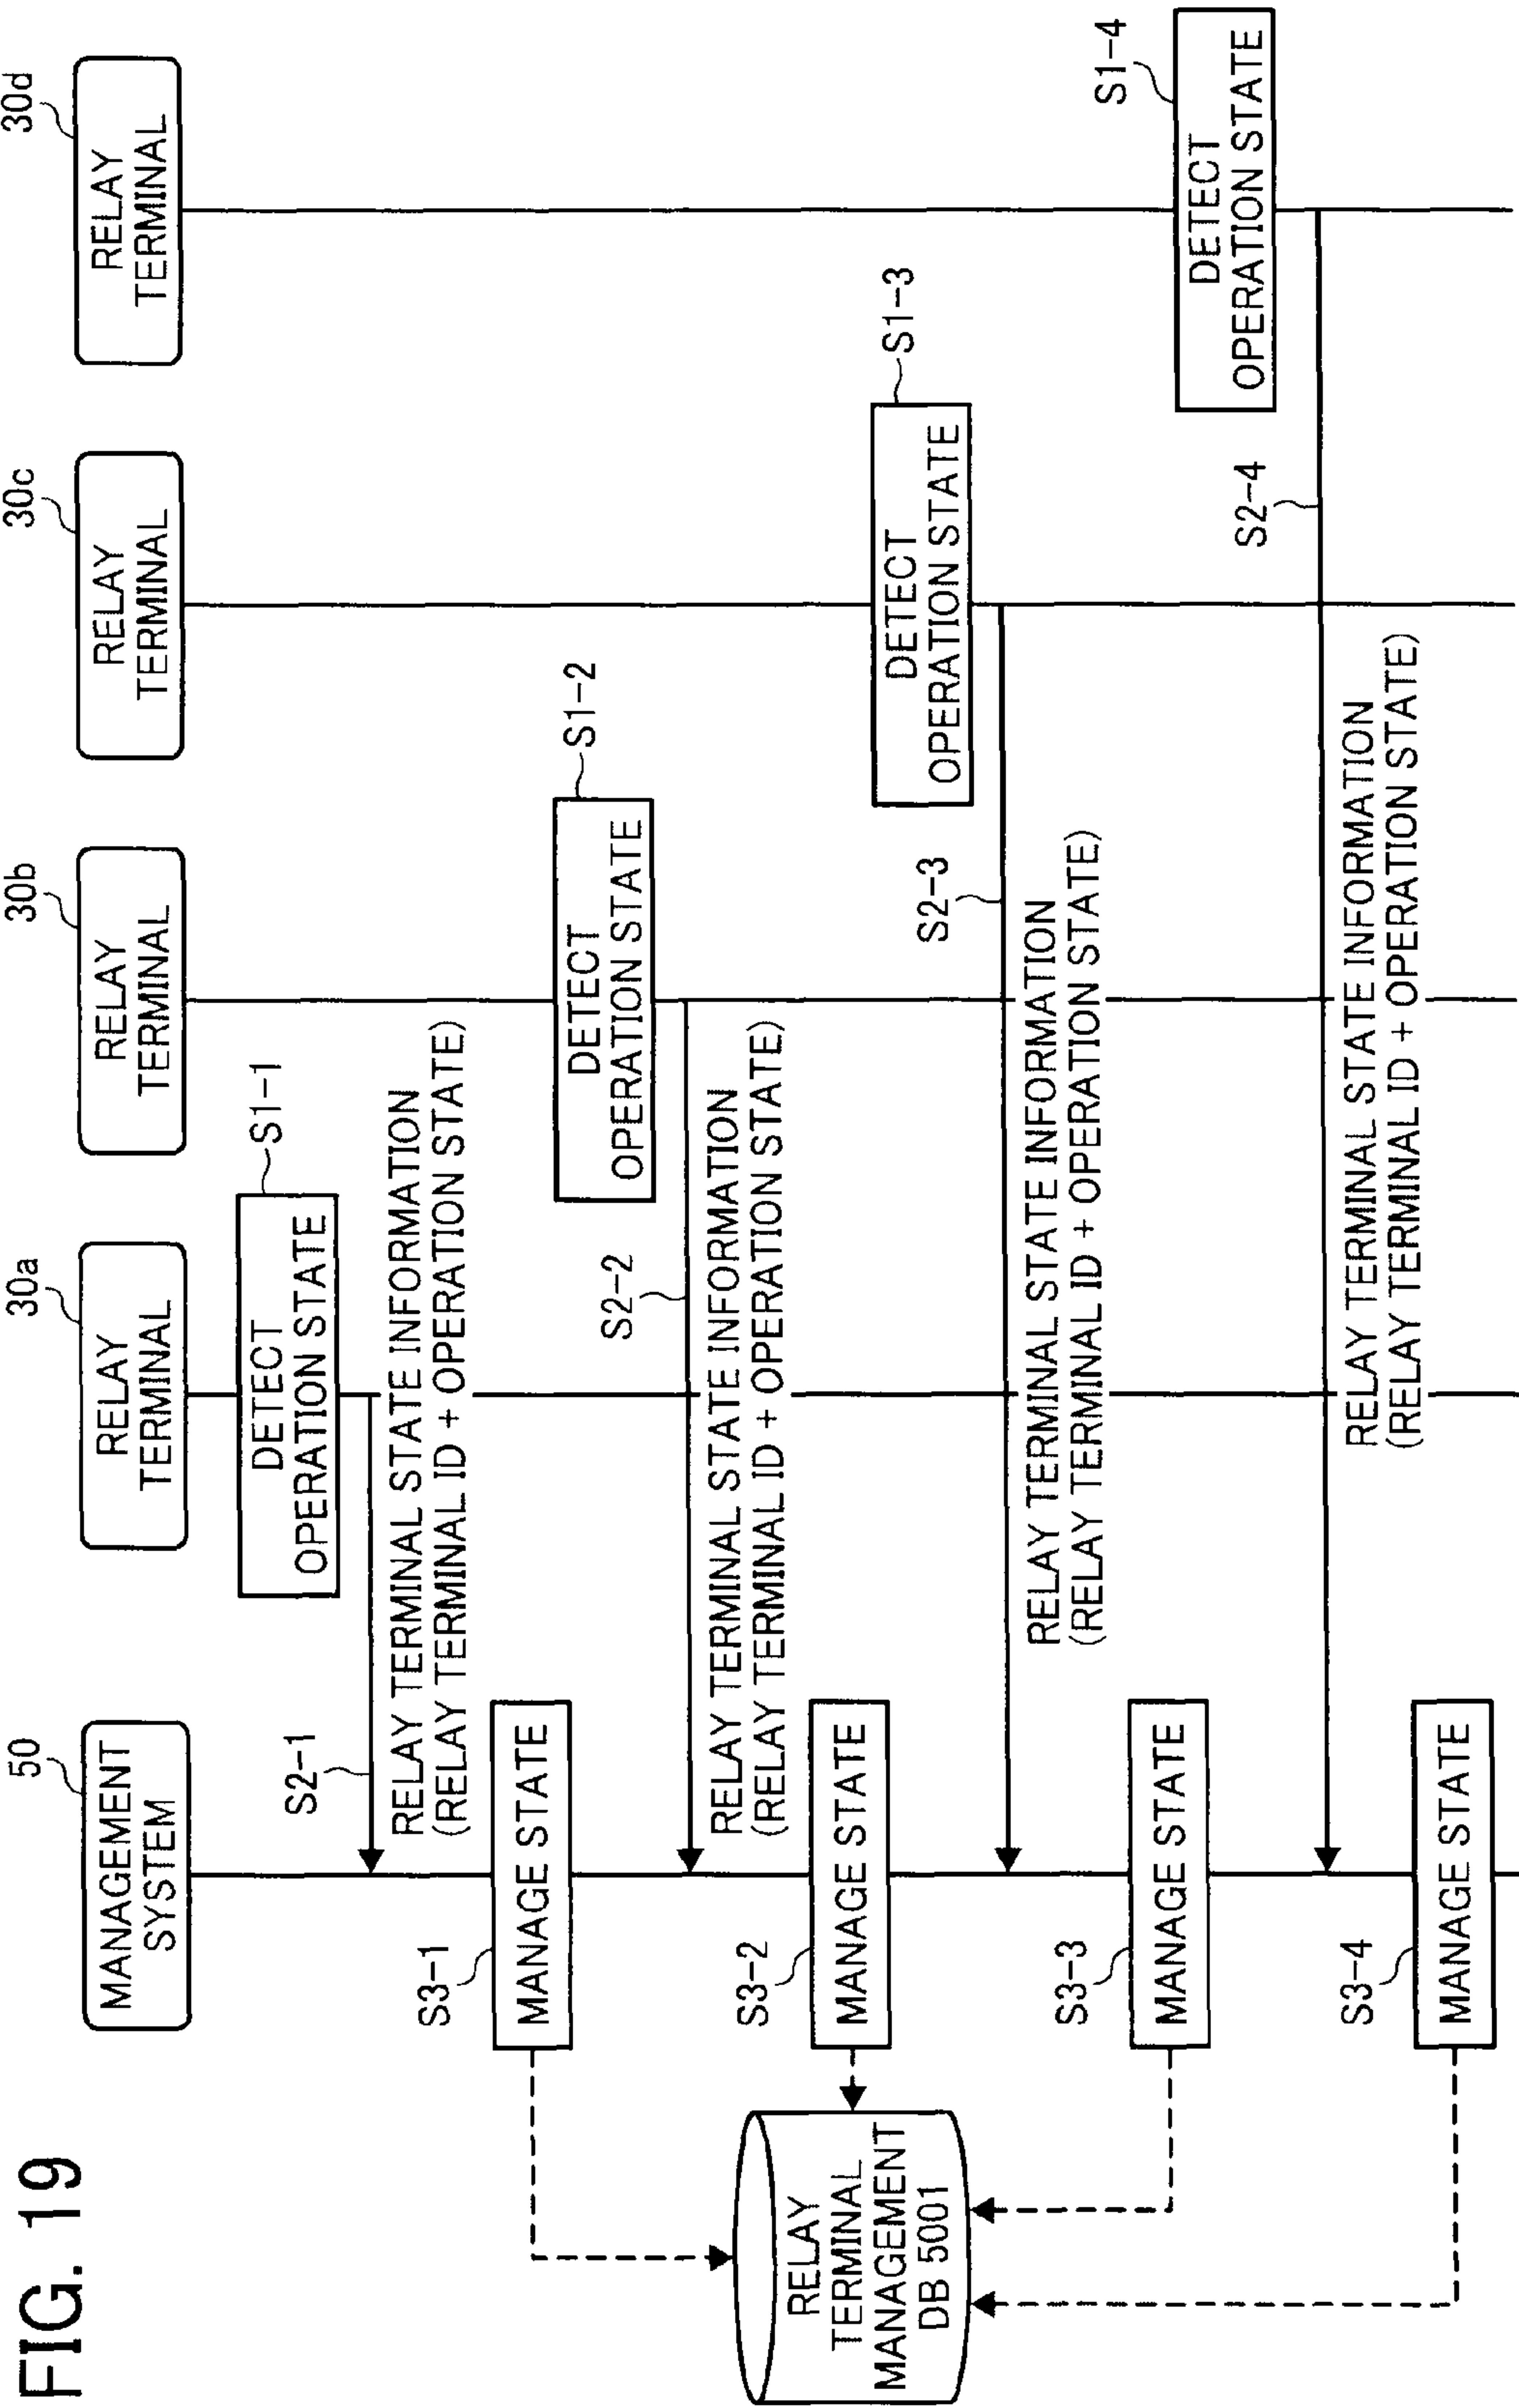 FIG. 19
50
MANAGEMENT
SYSTEM
30a
RELAY
TERMINAL
30b
RELAY
TERMINAL
30c
RELAY
TERMINAL
30d
RELAY
TERMINAL
S1-1
DETECT
OPERATION STATE
S2-1
RELAY TERMINAL STATE INFORMATION
(RELAY TERMINAL ID + OPERATION STATE)
S3-1
MANAGE STATE
S1-2
DETECT
OPERATION STATE
S2-2
RELAY TERMINAL STATE INFORMATION
(RELAY TERMINAL ID + OPERATION STATE)
S3-2
MANAGE STATE
RELAY
TERMINAL
MANAGEMENT
DB 5001
S1-3
DETECT
OPERATION STATE
S2-3
RELAY TERMINAL STATE INFORMATION
(RELAY TERMINAL ID + OPERATION STATE)
S3-3
MANAGE STATE
S1-4
DETECT
OPERATION STATE
S2-4
RELAY TERMINAL STATE INFORMATION
(RELAY TERMINAL ID + OPERATION STATE)
S3-4
MANAGE STATE